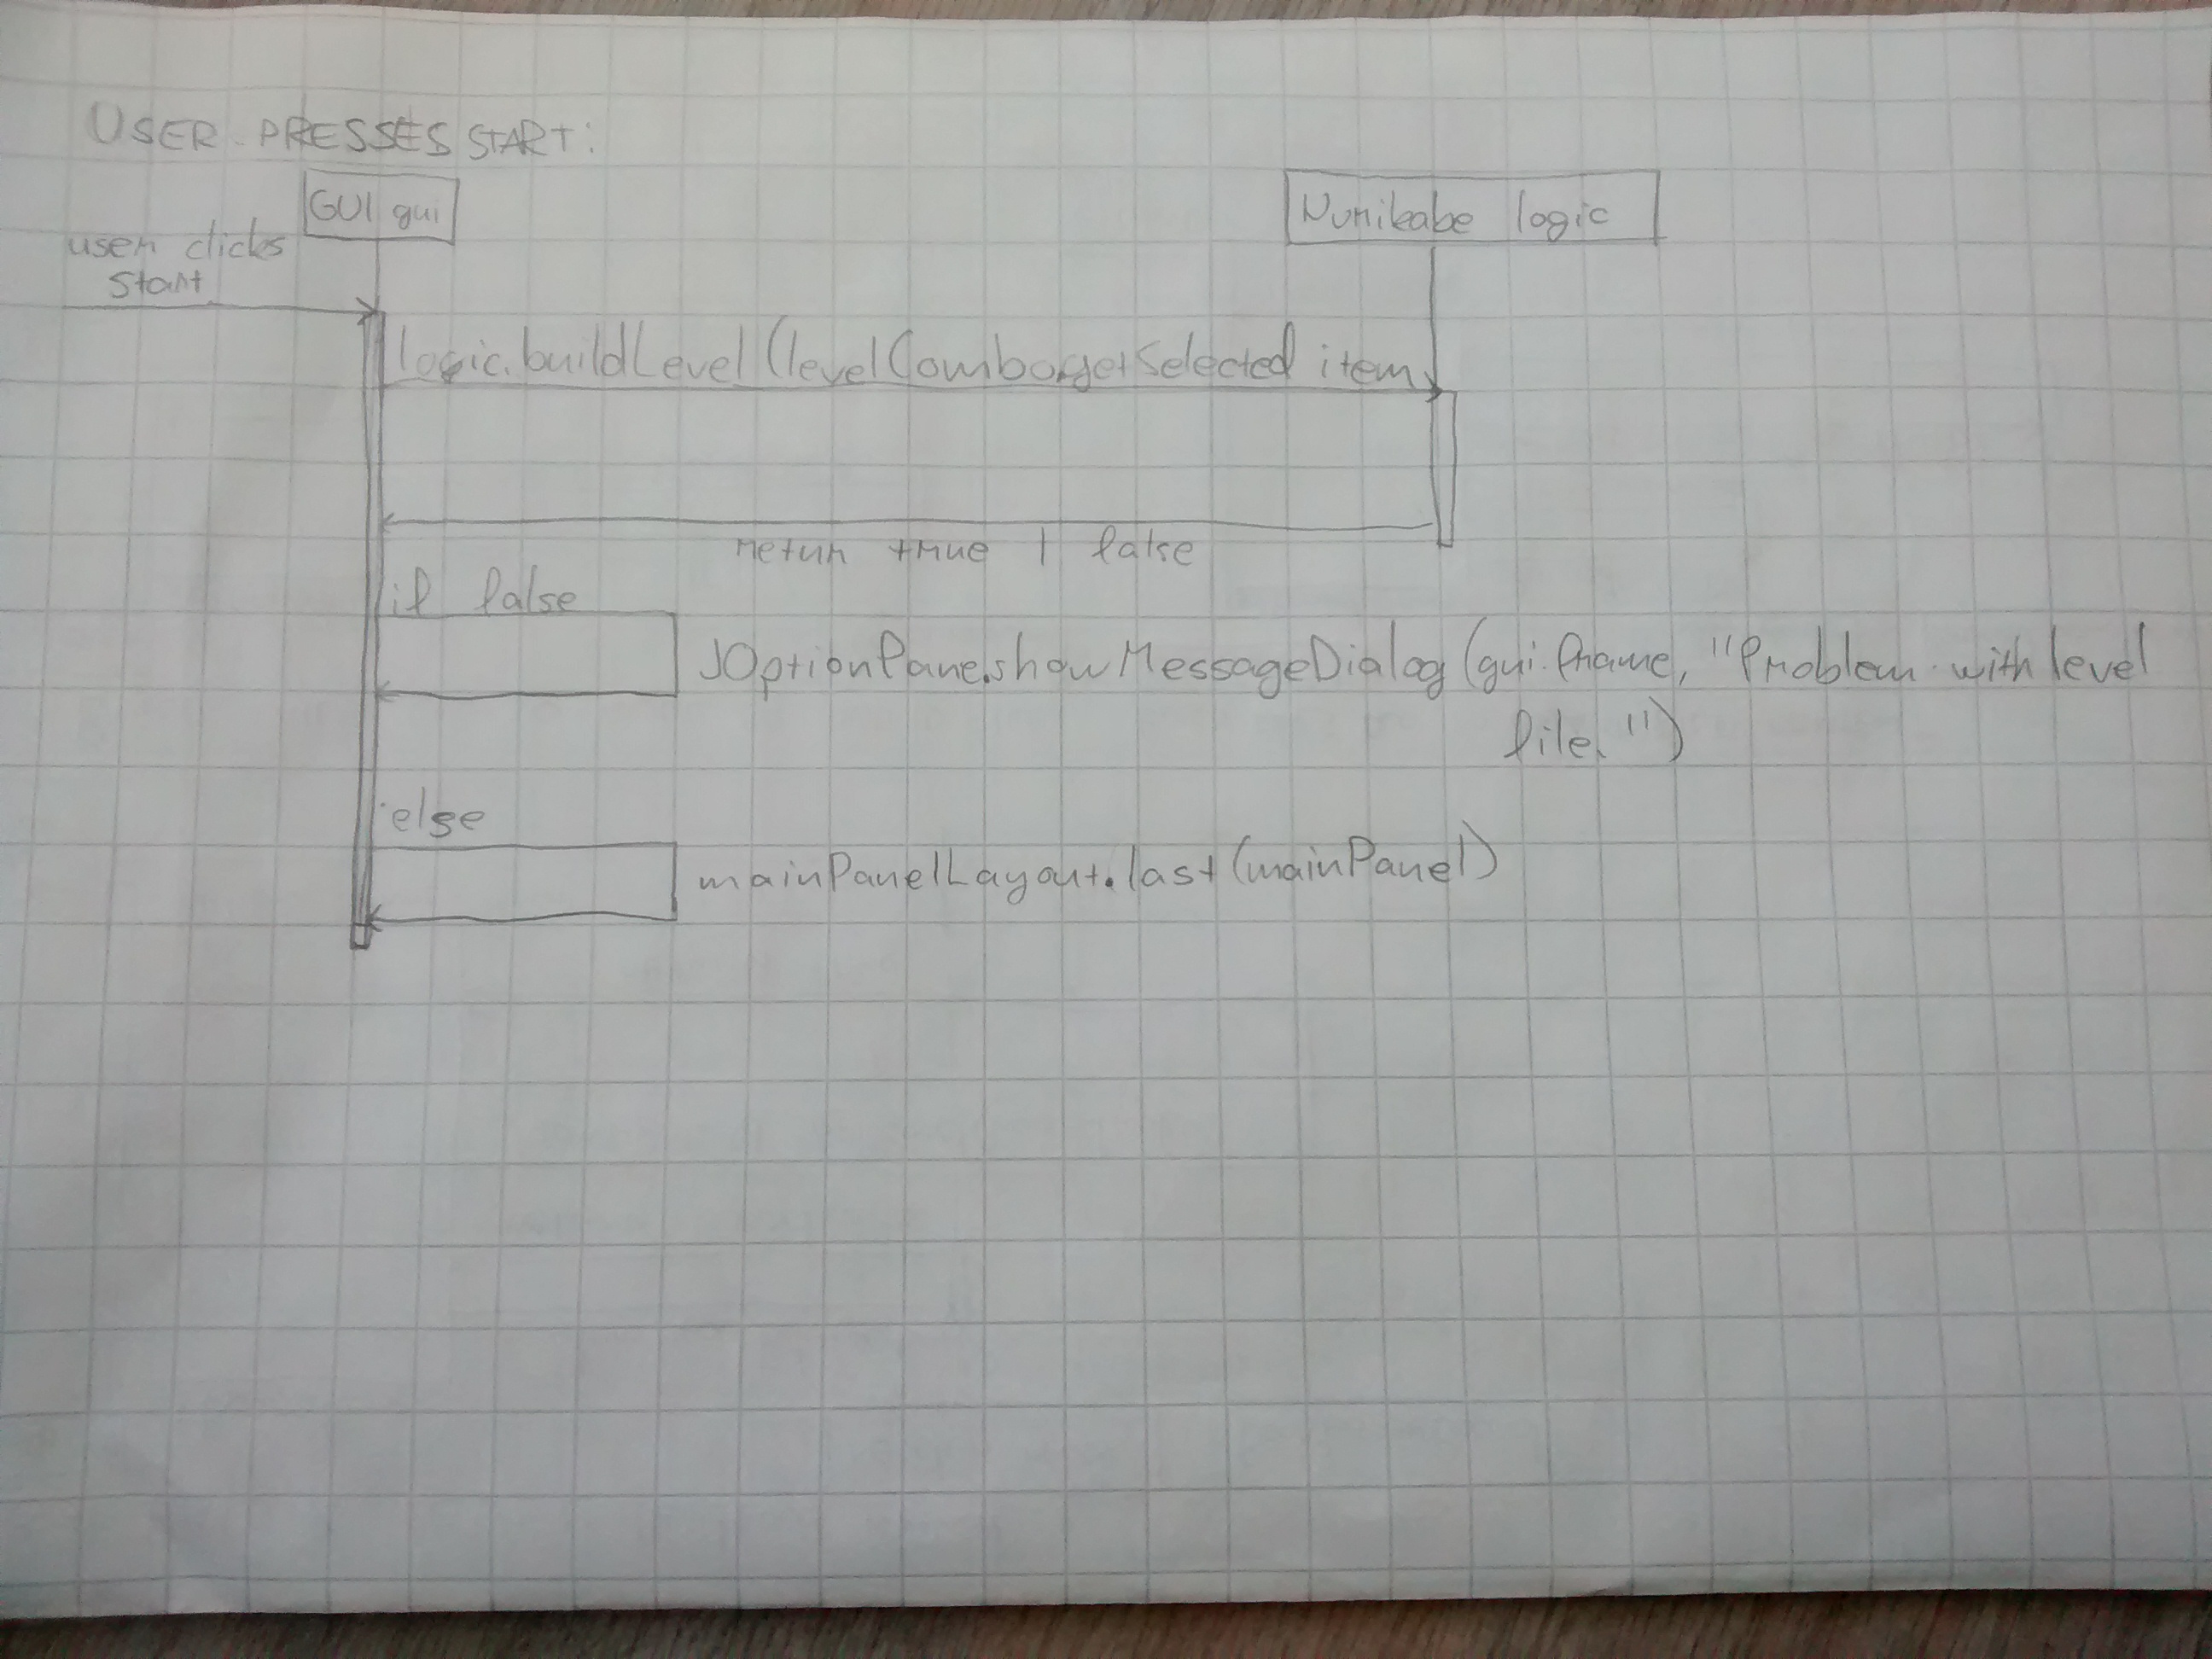 USER PRESSES START:
GUI gui
Nurikabe logic
user clicks
Start
logic.buildLevel(levelCombo.getSelected item
retun true | false
if false
JOptionPane.showMessageDialog(gui.frame, "Problem with level
file.")
else
mainPanelLayout.last(mainPanel)